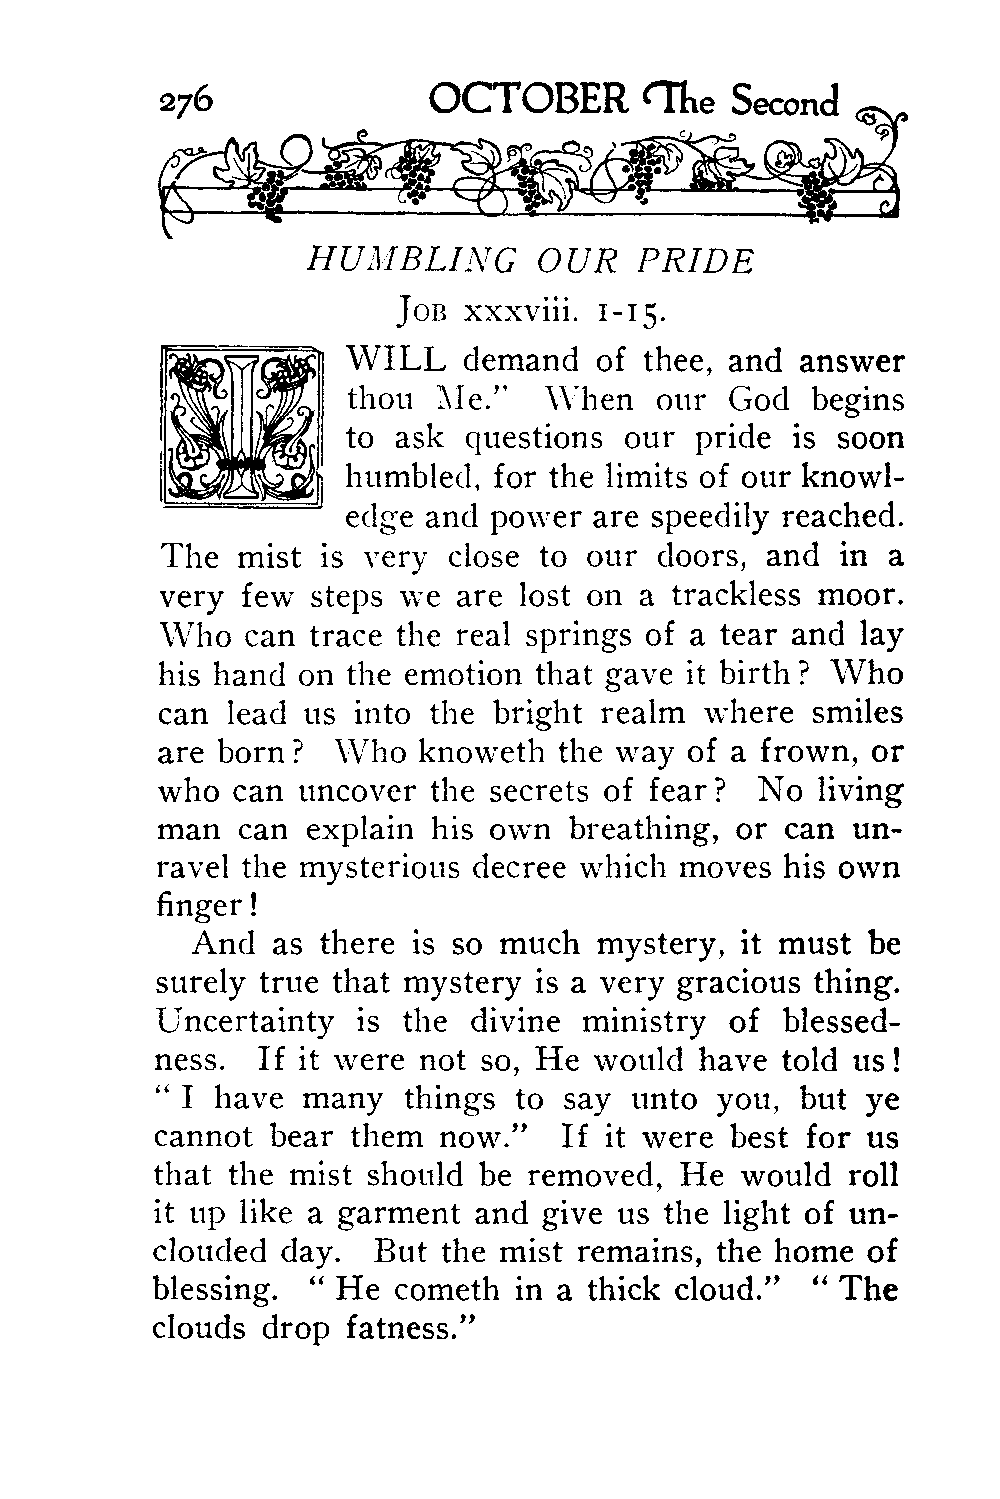 276 OCTOBER The Second
HUMBLING OUR PRIDE
JOB xxxviii. 1-15.
I WILL demand of thee, and answer
thou Me.” When our God begins
to ask questions our pride is soon
humbled, for the limits of our knowl-
edge and power are speedily reached.
The mist is very close to our doors, and in a
very few steps we are lost on a trackless moor.
Who can trace the real springs of a tear and lay
his hand on the emotion that gave it birth? Who
can lead us into the bright realm where smiles
are born? Who knoweth the way of a frown, or
who can uncover the secrets of fear? No living
man can explain his own breathing, or can un-
ravel the mysterious decree which moves his own
finger!
And as there is so much mystery, it must be
surely true that mystery is a very gracious thing.
Uncertainty is the divine ministry of blessed-
ness. If it were not so, He would have told us!
“ I have many things to say unto you, but ye
cannot bear them now.” If it were best for us
that the mist should be removed, He would roll
it up like a garment and give us the light of un-
clouded day. But the mist remains, the home of
blessing. “ He cometh in a thick cloud.” “ The
clouds drop fatness.”